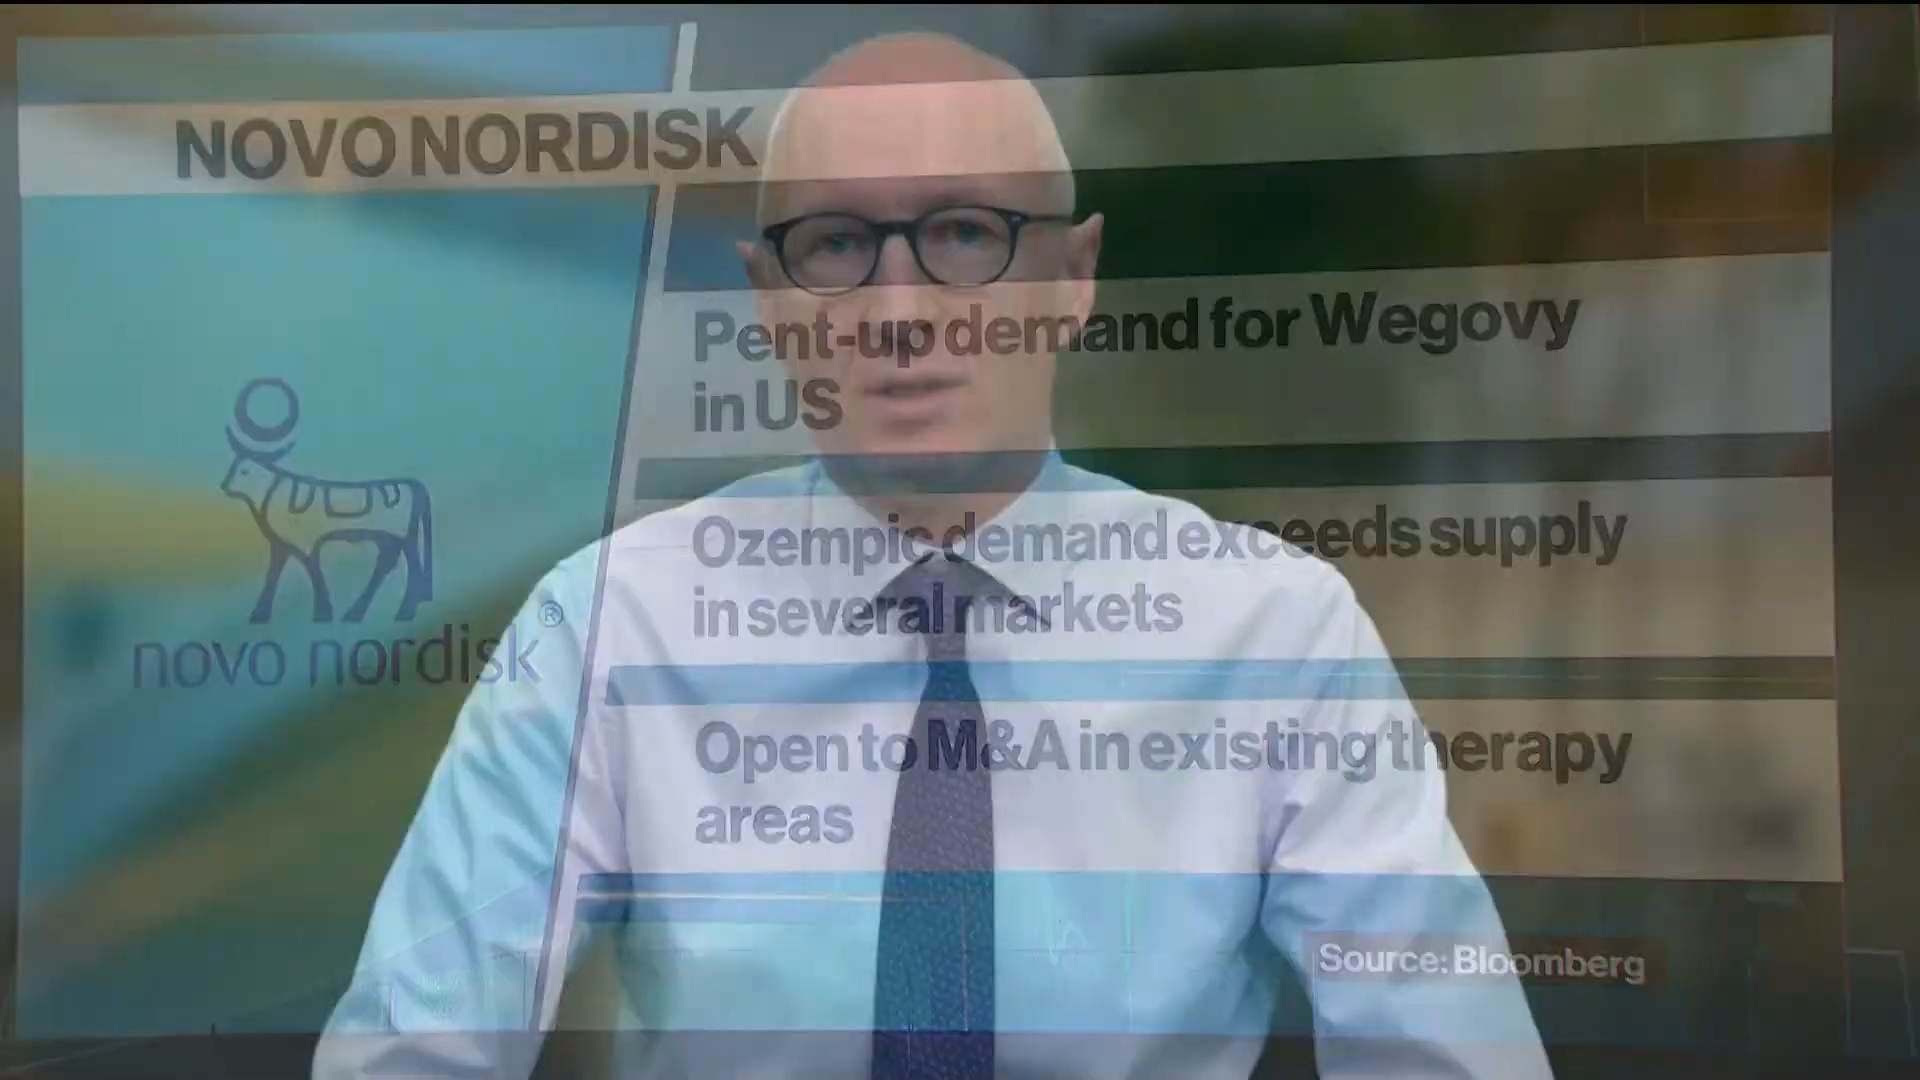 NOVO NORDISK
Pent-up demand for Wegovy
in US
Ozempic demand exceeds supply
in several markets
Open to M&A in existing therapy
areas
novo nordisk®
Source: Bloomberg